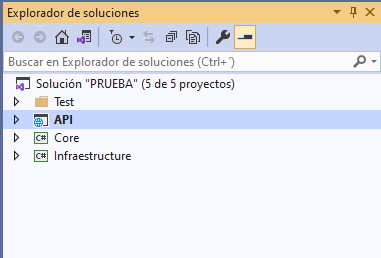 Explorador de soluciones
Buscar en Explorador de soluciones (Ctrl+´)
Solución "PRUEBA" (5 de 5 proyectos)
Test
API
C# Core
C# Infraestructure